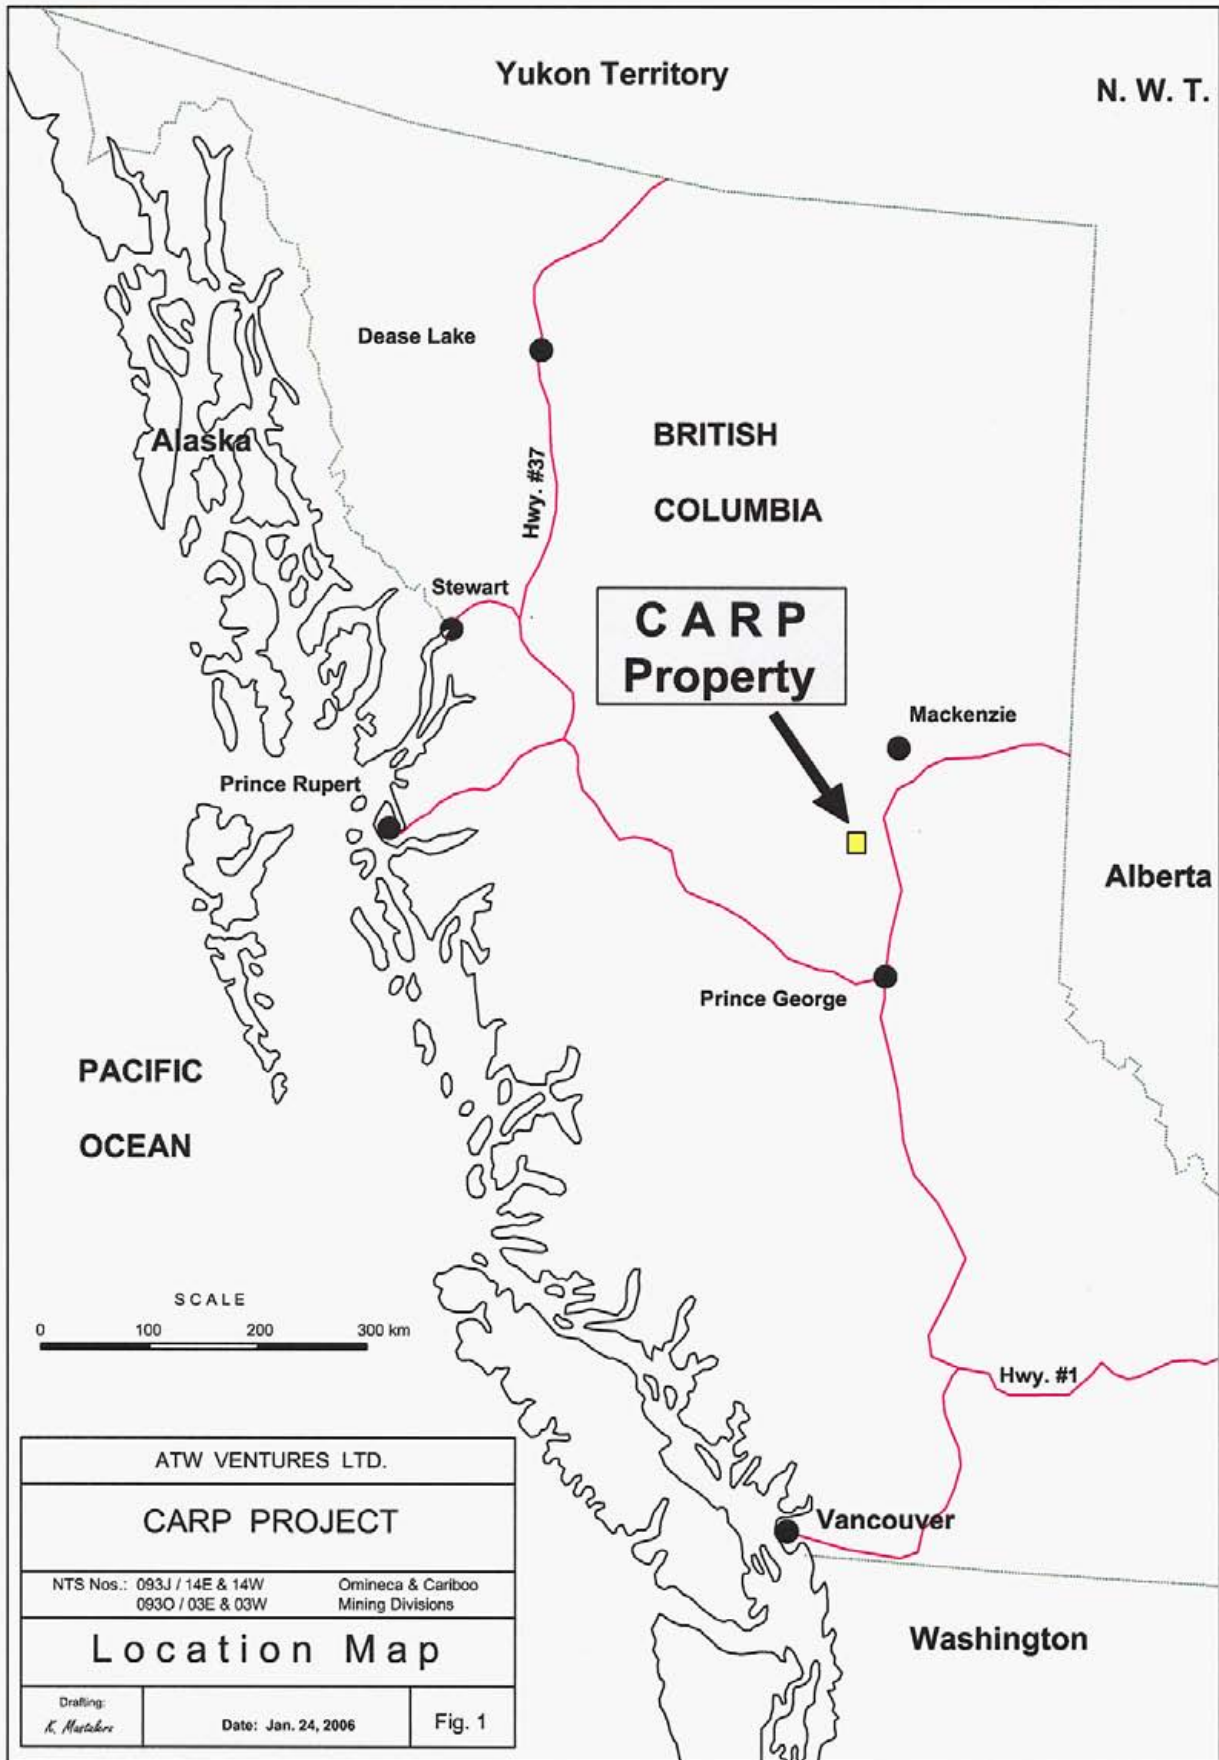 Yukon Territory
N. W. T.
Dease Lake
Alaska
BRITISH
COLUMBIA
Hwy. #37
Stewart
C A R P
Property
Mackenzie
Prince Rupert
Alberta
Prince George
PACIFIC
OCEAN
SCALE
0 100 200 300 km
Hwy. #1
Vancouver
Washington
ATW VENTURES LTD.
CARP PROJECT
NTS Nos.: 093J / 14E & 14W
093O / 03E & 03W
Omineca & Cariboo
Mining Divisions
Location Map
Drafting:
K.
Date: Jan. 24, 2006
Fig. 1